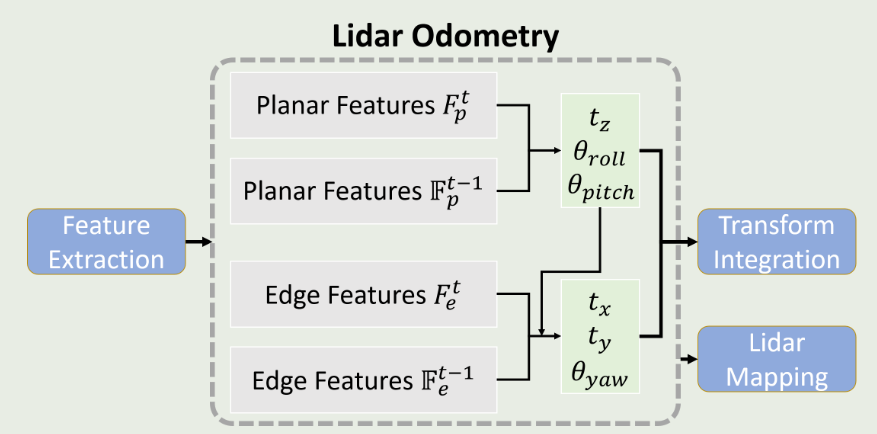 Lidar Odometry
Planar Features $F_p^t$
Planar Features $\mathbb{F}_p^{t-1}$
Feature
Extraction
Edge Features $F_e^t$
Edge Features $\mathbb{F}_e^{t-1}$
$t_z$
$\theta_{roll}$
$\theta_{pitch}$
$t_x$
$t_y$
$\theta_{yaw}$
Transform
Integration
Lidar
Mapping